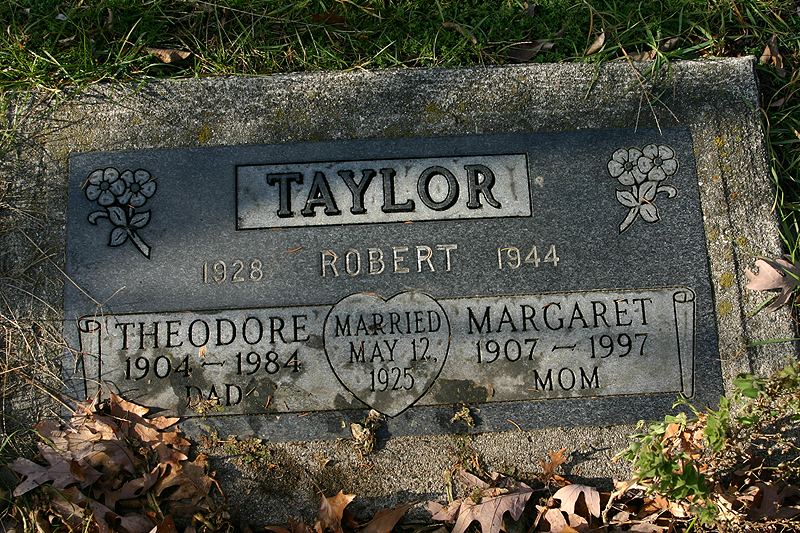 TAYLOR
1928 ROBERT 1944
THEODORE
1904 ~ 1984
DAD
MARRIED
MAY 12,
1925
MARGARET
1907 ~ 1997
MOM